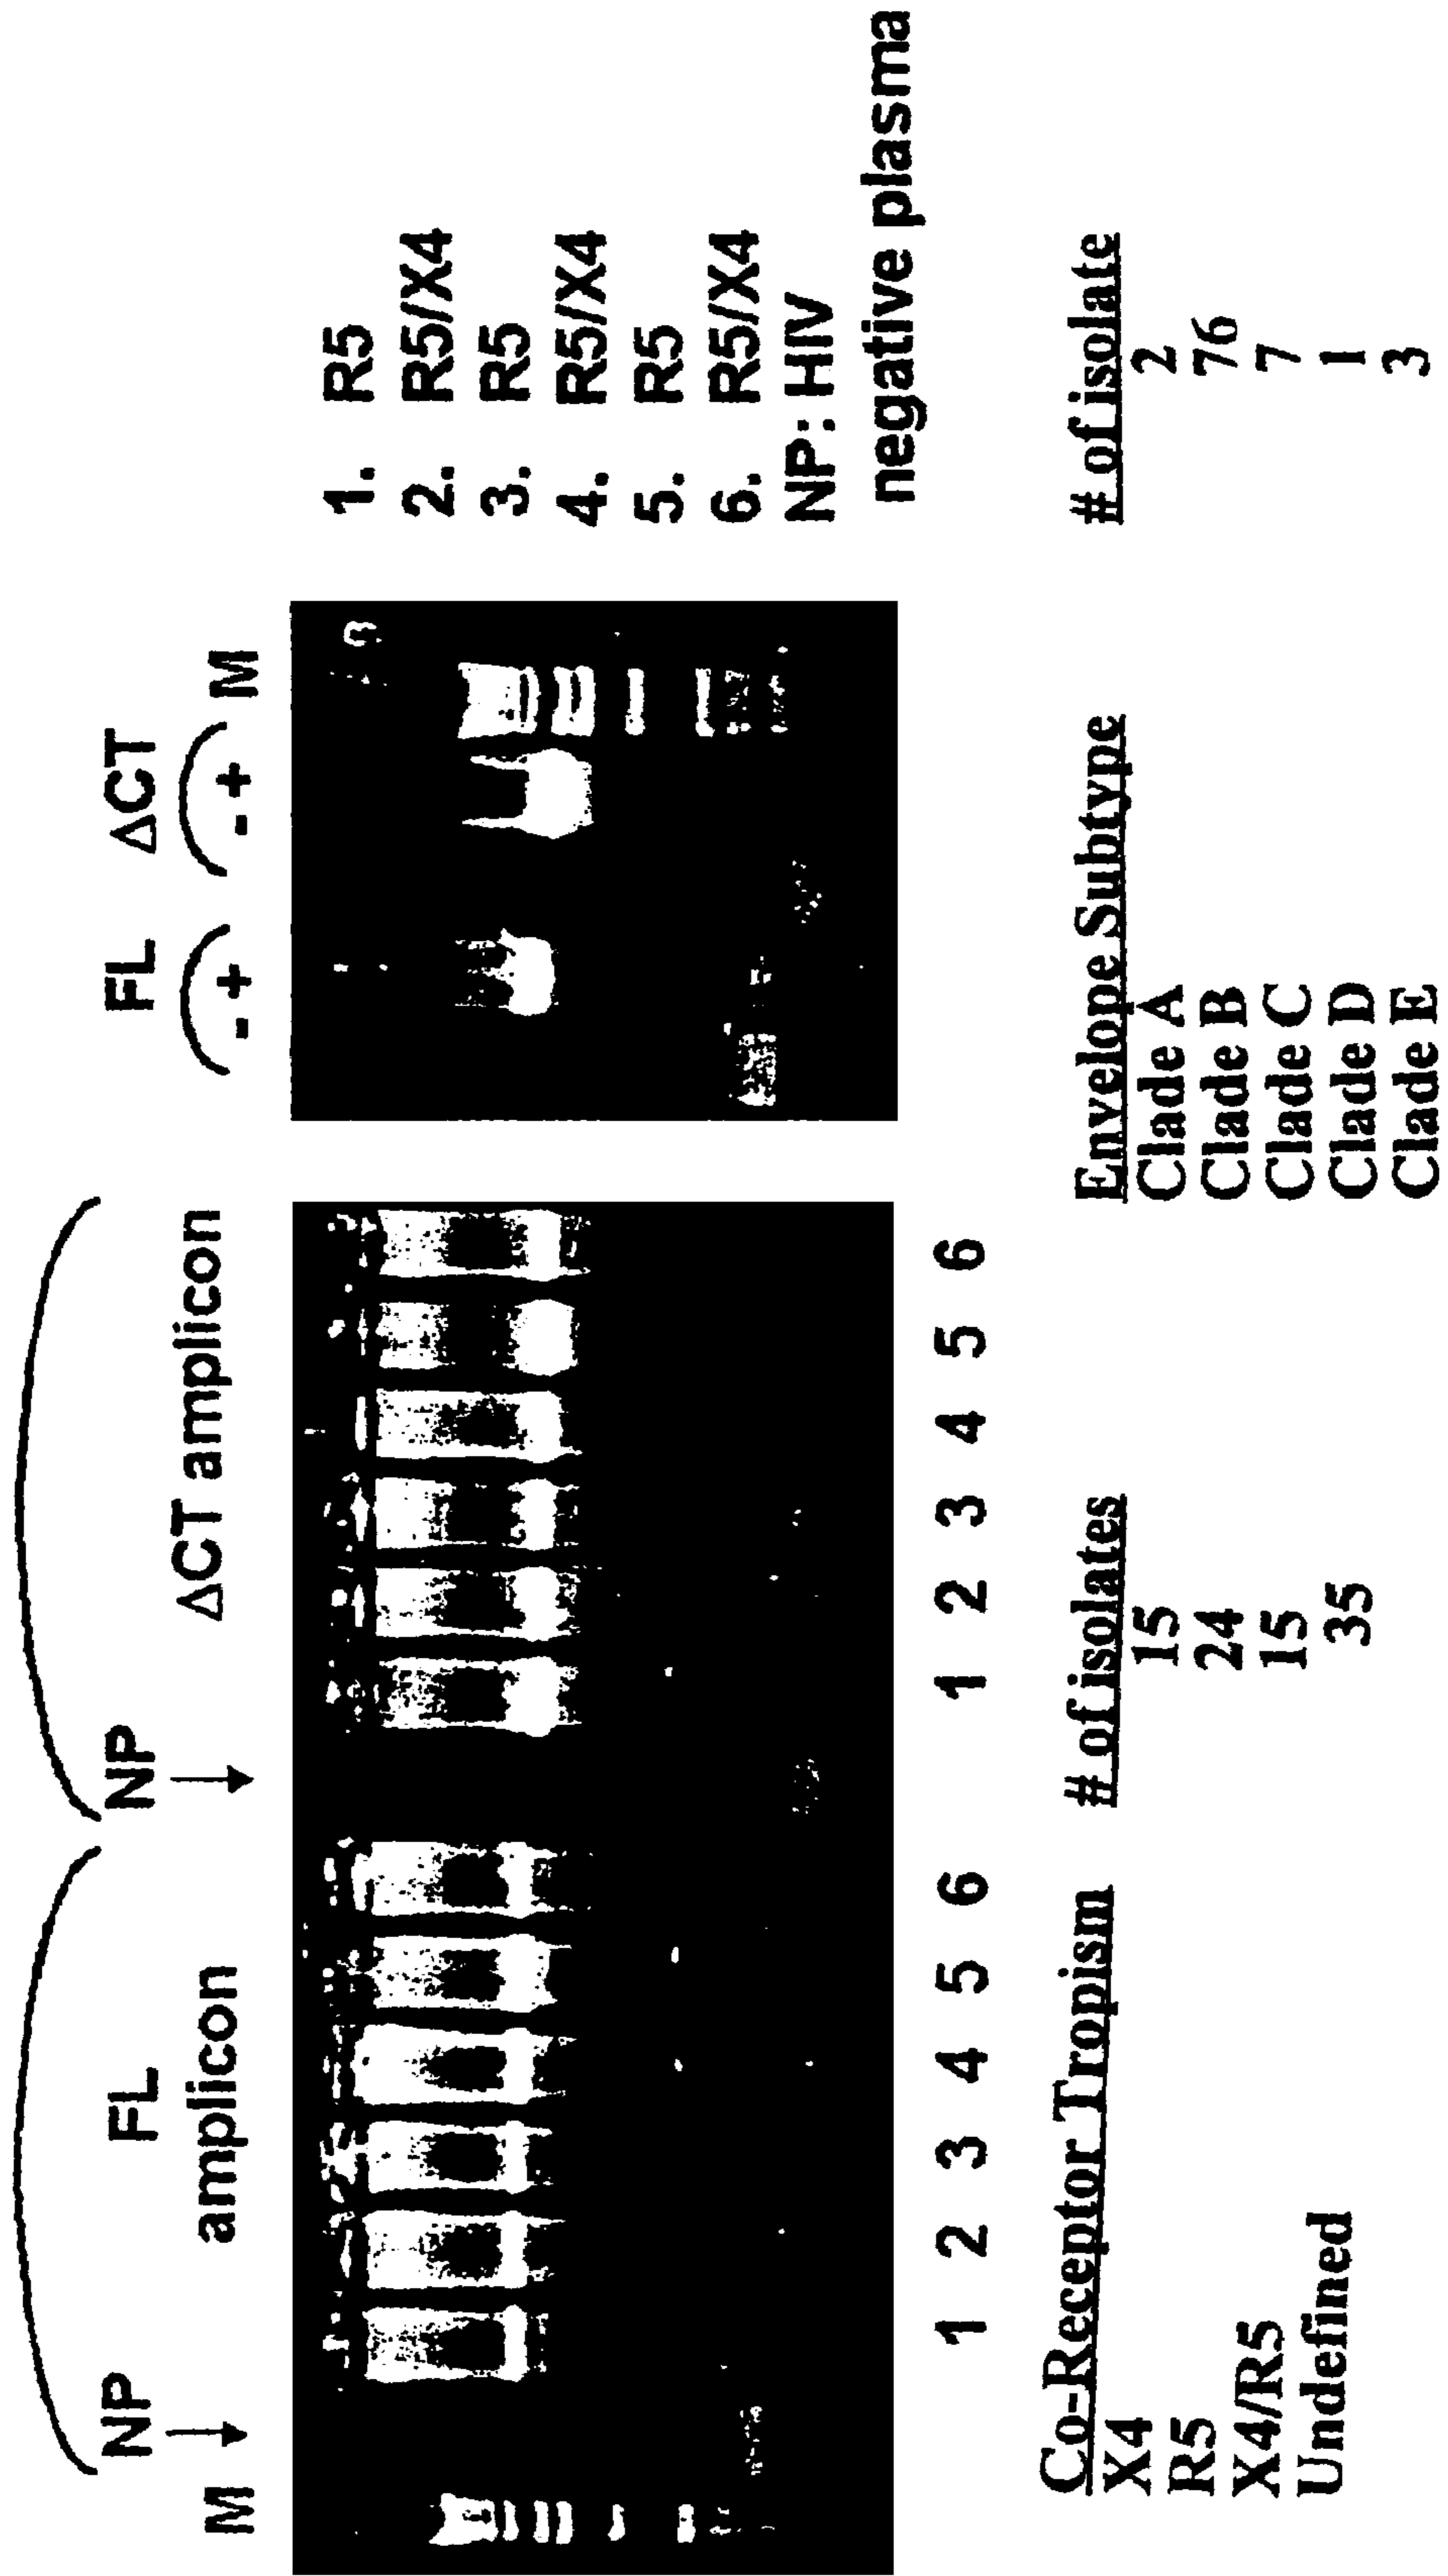 FL amplicon
ΔCT amplicon
NP
NP
M
FL
ΔCT
- +
- +
M
1 2 3 4 5 6
1 2 3 4 5 6
1. R5
2. R5/X4
3. R5
4. R5/X4
5. R5
6. R5/X4
NP: HIV
negative plasma
Co-Receptor Tropism # of isolates
X4 15
R5 24
X4/R5 15
Undefined 35
Envelope Subtype # of isolate
Clade A 2
Clade B 76
Clade C 7
Clade D 1
Clade E 3